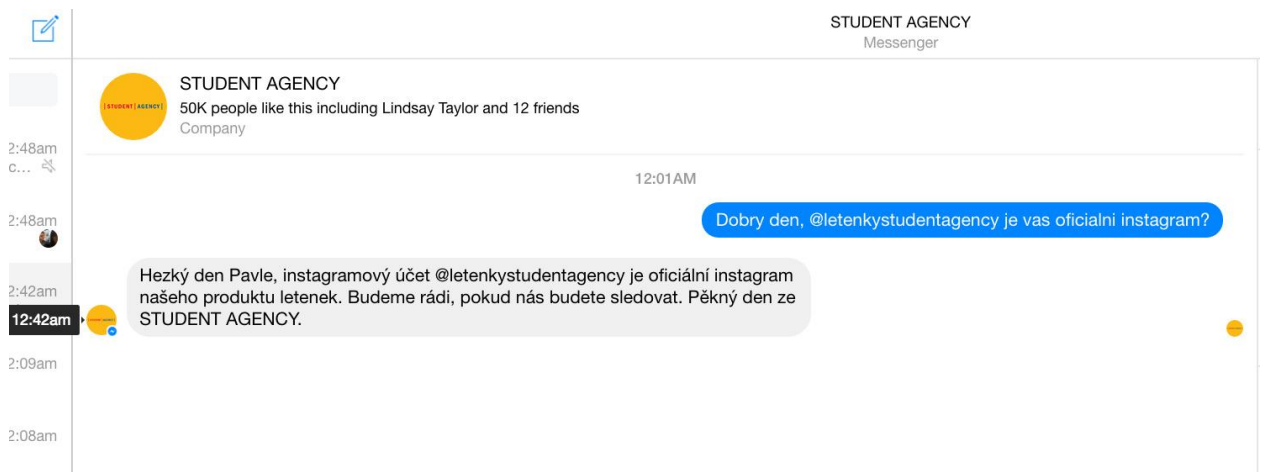 STUDENT AGENCY
Messenger
|STUDENT|AGENCY|
STUDENT AGENCY
50K people like this including Lindsay Taylor and 12 friends
Company
2:48am
c...
12:01AM
2:48am
Dobry den, @letenkystudentagency je vas oficialni instagram?
Hezký den Pavle, instagramový účet @letenkystudentagency je oficiální instagram
našeho produktu letenek. Budeme rádi, pokud nás budete sledovat. Pěkný den ze
STUDENT AGENCY.
2:42am
12:42am
2:09am
2:08am